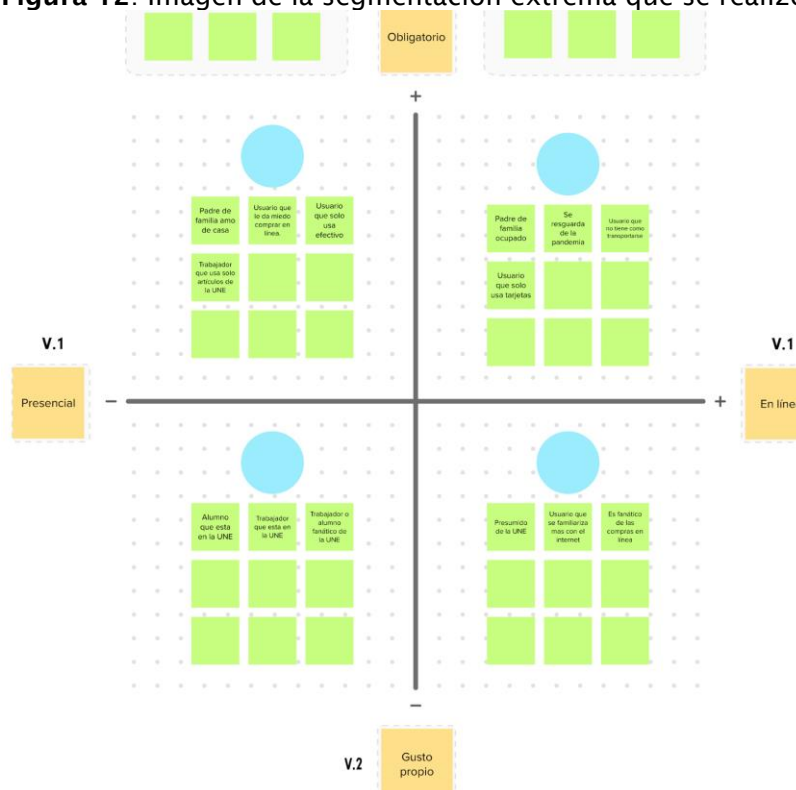 Figura 12: Imagen de la segmentación extrema que se realizó
Obligatorio
+
Padre de
familia amo
de casa
Usuario que
le da miedo
comprar en
línea.
Usuario
que solo
usa
efectivo
Trabajador
que usa solo
artículos de
la UNE
Padre de
familia
ocupado
Se
resguarda
de la
pandemia
Usuario que
no tiene como
transportarse
Usuario
que solo
usa tarjetas
V.1
Presencial
−
+
V.1
En líne
Alumno
que esta
en la UNE
Trabajador
que esta en
la UNE
Trabajador o
alumno
fanático de
la UNE
Presumido
de la UNE
Usuario que
se familiariza
mas con el
internet
Es fanático
de las
compras en
línea
−
V.2
Gusto
propio